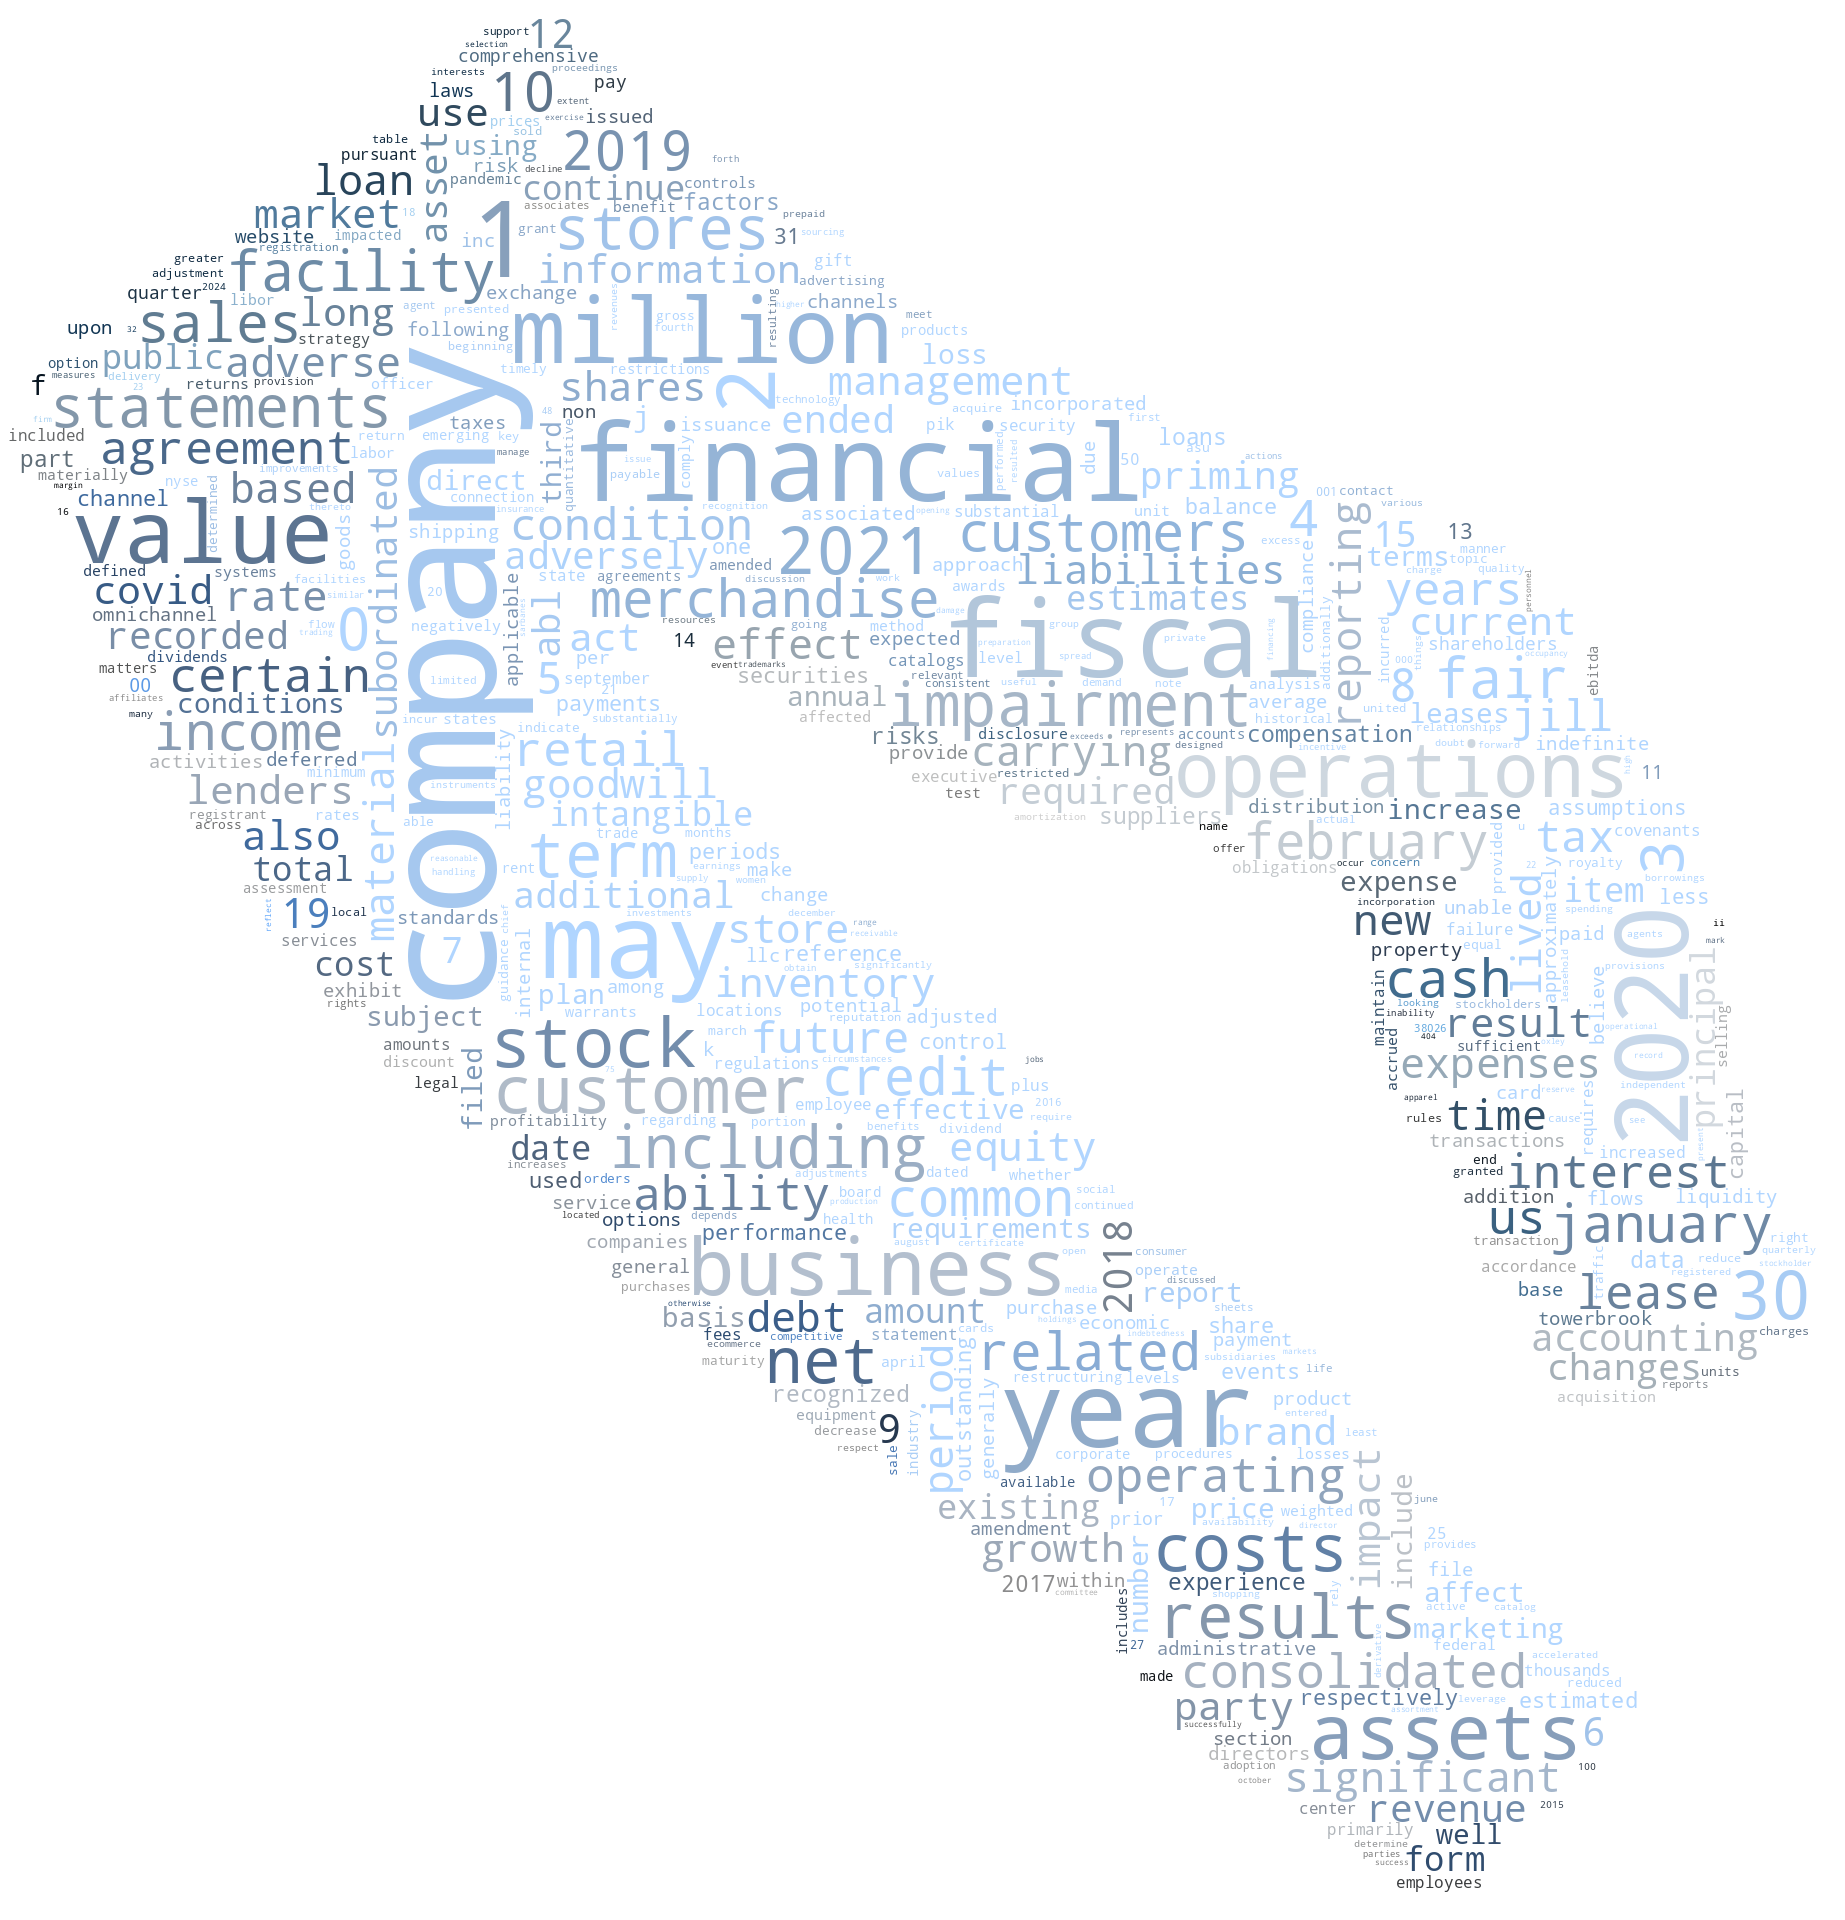 support 12
selection
comprehensive
interests 10 proceedings
laws pay
extent
use prices exercise issued
sold
table asset using 2019
pursuant risk decline forth
loan pandemic continue controls
market 18 associates benefit factors
website impacted 1 grant stores prepaid
registration inc 31 sourcing
greater facility information gift
adjustment advertising
quarter 2024 libor exchange channels
long agent presented revenues gross resulting higher meet
upon 32 sales following or million fourth products
strategy beginning
option public adverse timely restrictions loss
measures delivery returns provision officer shares 2 management
f 23 technology
statements taxes 48 non j issuance ended acquire incorporated
firm pik security first
included agreement return emerging key third quantitative financial due loans
part labor manage issue comply performed resulted asu
materially improvements direct payable values 50 priming actions
margin channel nyse based connection recognition 001 contact
16 value determined thereto insurance condition associated opening substantial unit balance various
goods shipping 2021 customers 4 15 13
defined systems adversely one amended approach excess terms topic manner
covid rate facilities state agreements discussion work liabilities charge quality
omnichannel similar 20 merchandise awards estimates years personnel
recorded flow 0 subordinated company applicable abl resources damage compliance reporting current
trading negatively sarbanes act going method group
dividends 14 effect expected preparation private financing additionally shareholders
matters per event trademarks catalogs level spread fiscal incurred 000 things occupancy
00 certain limited 5 september securities relevant consistent useful demand note analysis 8 fair ebitda
affiliates 21 payments annual impairment average united
many conditions incur states substantially affected historical leases jill
income indicate risks disclosure exceeds represents accounts compensation relationships
activities deferred liability retail provide carrying designed incentive doubt forward indefinite
lenders minimum instruments goodwill executive restricted operations high 11
registrant rates able intangible test required distribution increase assumptions
across also trade months amortization suppliers actual
total reasonable term periods name february provided u tax covenants
assessment handling rent earnings offer obligations occur concern 22 royalty 3
material supply women make expense approximately borrowings
reflect 19 local standards additional change incorporation lived item less
services 7 investments december range new unable spending
guidance chief may store receivable failure paid agents ii
cost internal llc reference property equal mark
exhibit obtain significantly cash leasehold provisions principal
rights plan among inventory maintain looking stockholders believe 2020
subject warrants locations potential inability
stock march reputation adjusted 38026 result operational selling
amounts future control 404
discount k regulations circumstances jobs sufficient oxley record
legal filed 75 credit plus accrued expenses independent
customer employee 2016 apparel card reserve
profitability regarding portion effective require rules time cause see
date including benefits dividend transactions requires capital
increases adjustments dated equity end increased present
used orders whether granted interest
service ability board production social addition flows liquidity
located options depends health common continued us
companies performance august requirements 2018 transaction january right
general certificate open consumer accordance traffic data reduce quarterly
purchases business media operate discussed registered stockholder
otherwise holdings purchase report base lease 30
basis debt amount sheets towerbrook
fees competitive statement cards economic indebtedness share accounting charges
ecommerce payment
maturity net april period related subsidiaries markets changes units
recognized outstanding restructuring levels events life reports
equipment generally year product acquisition
decrease 9 entered
respect sale industry brand least
corporate procedures losses
available operating
existing 17 price weighted impact include june
amendment prior availability director 25
growth number costs provides
2017 within experience file
committee shopping rely affect
includes results active catalog
27 administrative marketing
federal accelerated
made consolidated derivative thousands
reduced
party respectively leverage estimated
successfully assortment
section assets 6
directors
adoption 100
october significant
center revenue 2015
primarily well
determine
parties form
success
employees